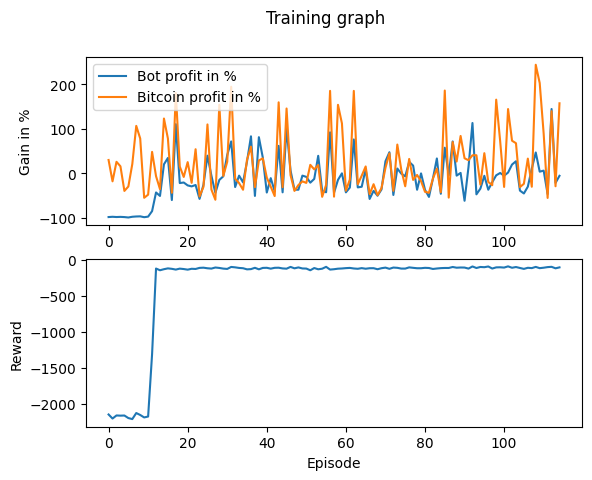 Training graph
Bot profit in %
Bitcoin profit in %
Gain in %
200
100
0
−100
0 20 40 60 80 100
Reward
0
−500
−1000
−1500
−2000
0 20 40 60 80 100
Episode